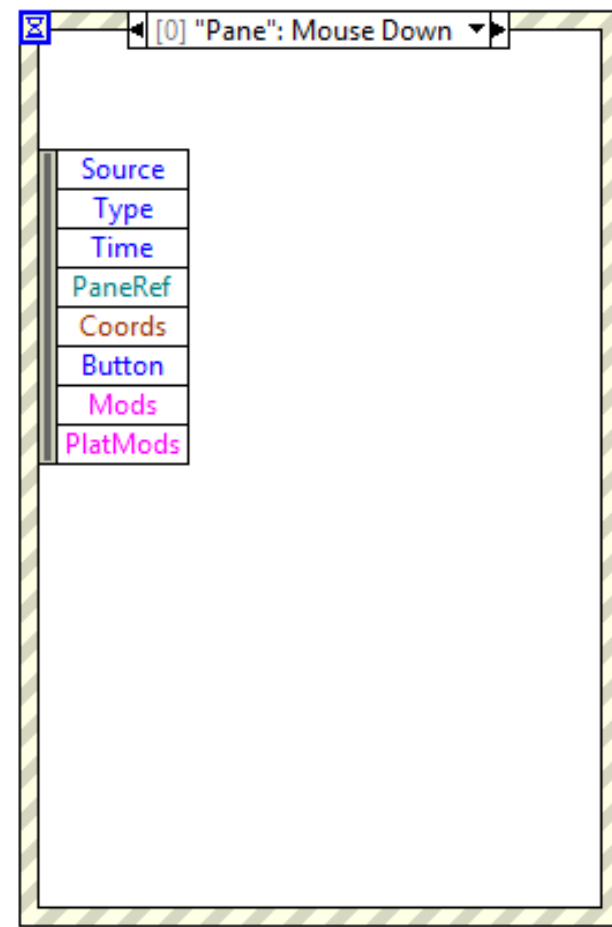 [0] "Pane": Mouse Down
Source
Type
Time
PaneRef
Coords
Button
Mods
PlatMods